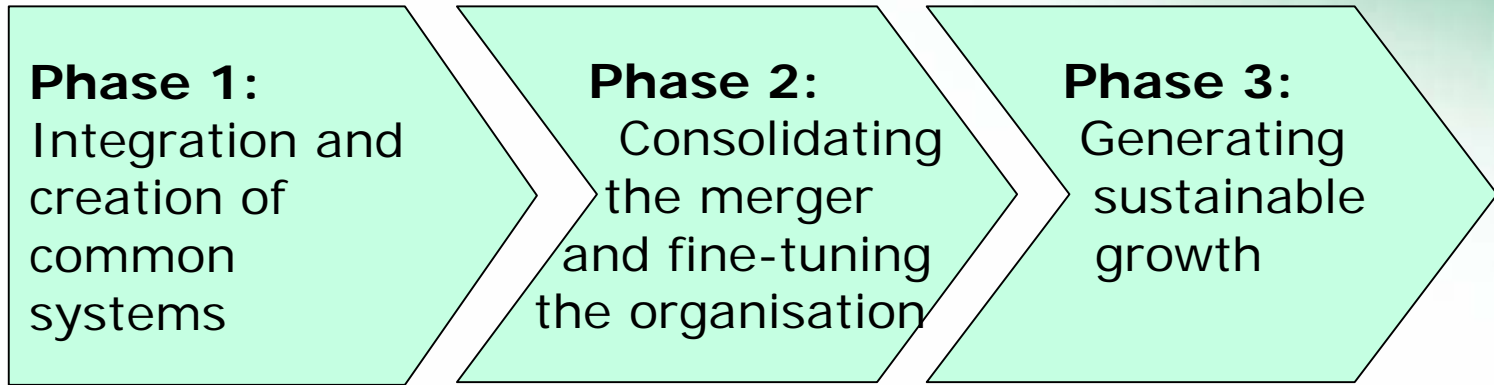 Phase 1:
Integration and
creation of
common
systems
Phase 2:
Consolidating
the merger
and fine-tuning
the organisation
Phase 3:
Generating
sustainable
growth